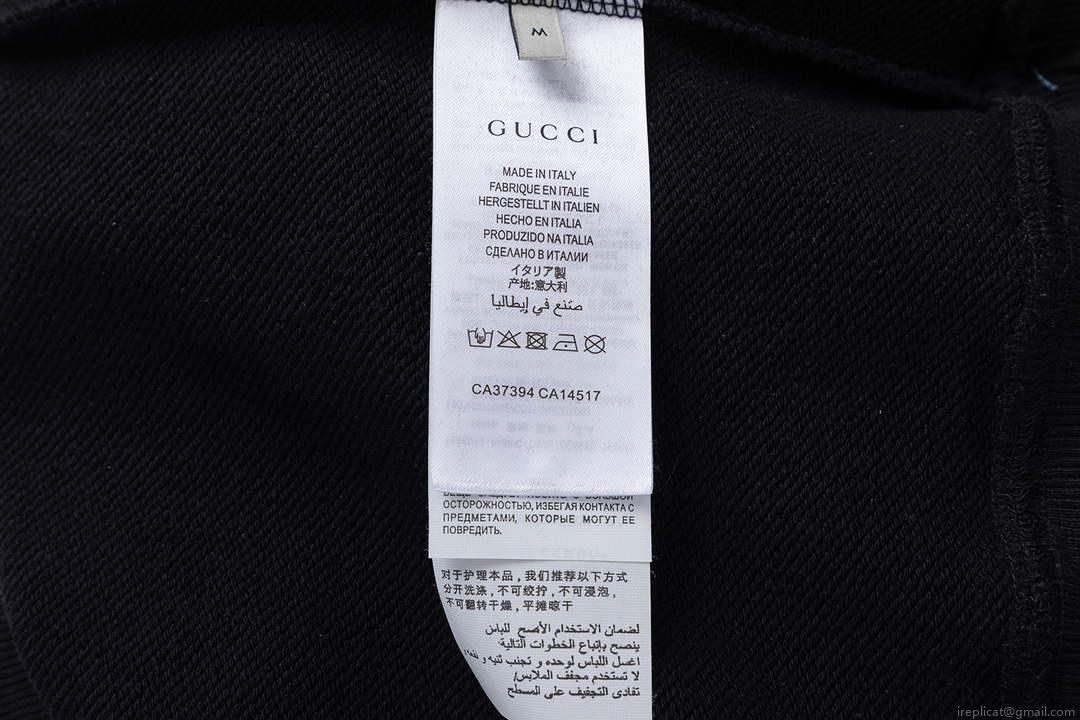 M
GUCCI
MADE IN ITALY
FABRIQUE EN ITALIE
HERGESTELLT IN ITALIEN
HECHO EN ITALIA
PRODUZIDO NA ITALIA
СДЕЛАНО В ИТАЛИИ
イタリア製
产地:意大利
صنع في إيطاليا
CA37394 CA14517
ОСТОРОЖНОСТЬЮ, ИЗБЕГАЯ КОНТАКТА С
ПРЕДМЕТАМИ, КОТОРЫЕ МОГУТ ЕЕ
ПОВРЕДИТЬ.
对于护理本品，我们推荐以下方式
分开洗涤，不可绞拧，不可浸泡，
不可翻转干燥，平摊晾干
لضمان الاستخدام الأصح للباس
ينصح بإتباع الخطوات التالية
اغسل اللباس لوحده و تجنب ثنيه و
لا تستخدم مجفف الملابس/
تفادى التجفيف على المسطح
ireplicat@gmail.com